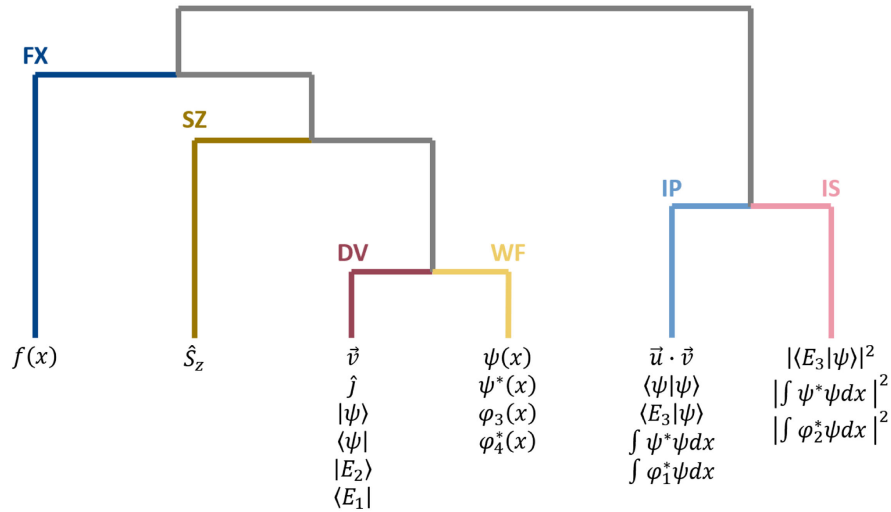 FX
SZ
IP IS
DV WF
f(x) Ŝ_z v⃗ ψ(x) u⃗ · v⃗ |⟨E₃|ψ⟩|²
ĵ ψ*(x) ⟨ψ|ψ⟩ |∫ ψ*ψdx|²
|ψ⟩ φ₃(x) ⟨E₃|ψ⟩ |∫ φ₂*ψdx|²
⟨ψ| φ₄*(x) ∫ ψ*ψdx
|E₂⟩ ∫ φ₁*ψdx
⟨E₁|